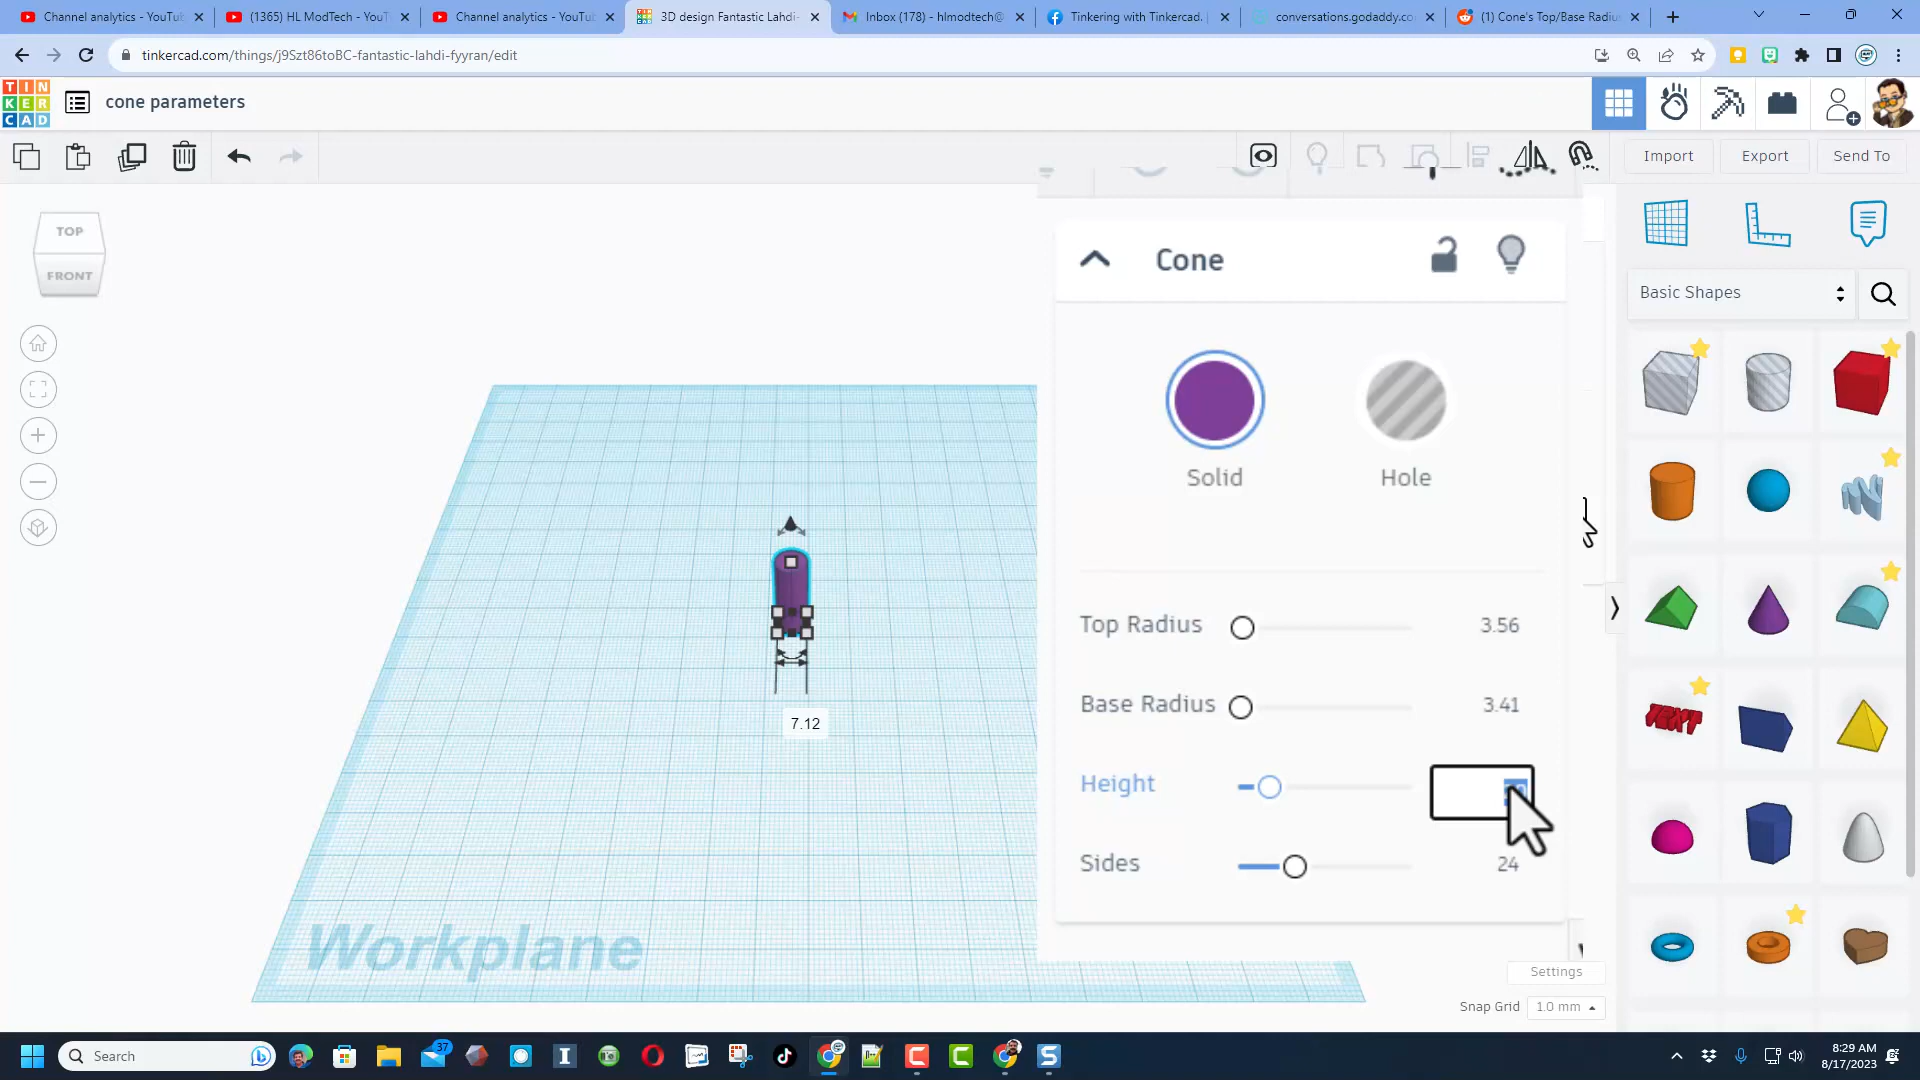 Channel analytics - YouTu
(1365) HL ModTech - YouT
Channel analytics - YouTu
3D design Fantastic Lahdi-
Inbox (178) - hlmodtech@
Tinkering with Tinkercad. |
conversations.godaddy.co
(1) Cone's Top/Base Radiu
tinkercad.com/things/j9Szt86toBC-fantastic-lahdi-fyyran/edit
TIN
KER
CAD
cone parameters
Import
Export
Send To
TOP
FRONT
Cone
Solid
Hole
Top Radius
3.56
Base Radius
3.41
Height
Sides
24
7.12
Workplane
Basic Shapes
TEXT
Settings
Snap Grid
1.0 mm
Search
37
8:29 AM
8/17/2023